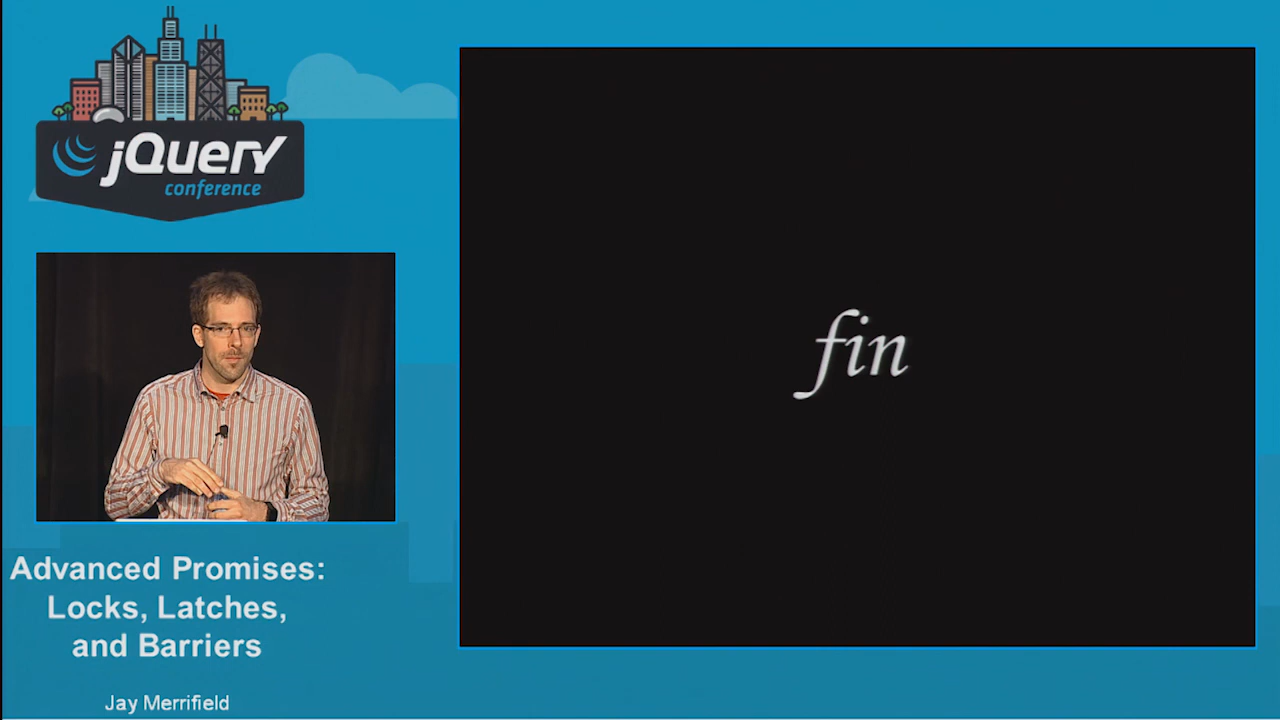 jQuery
conference
fin
Advanced Promises:
Locks, Latches,
and Barriers
Jay Merrifield